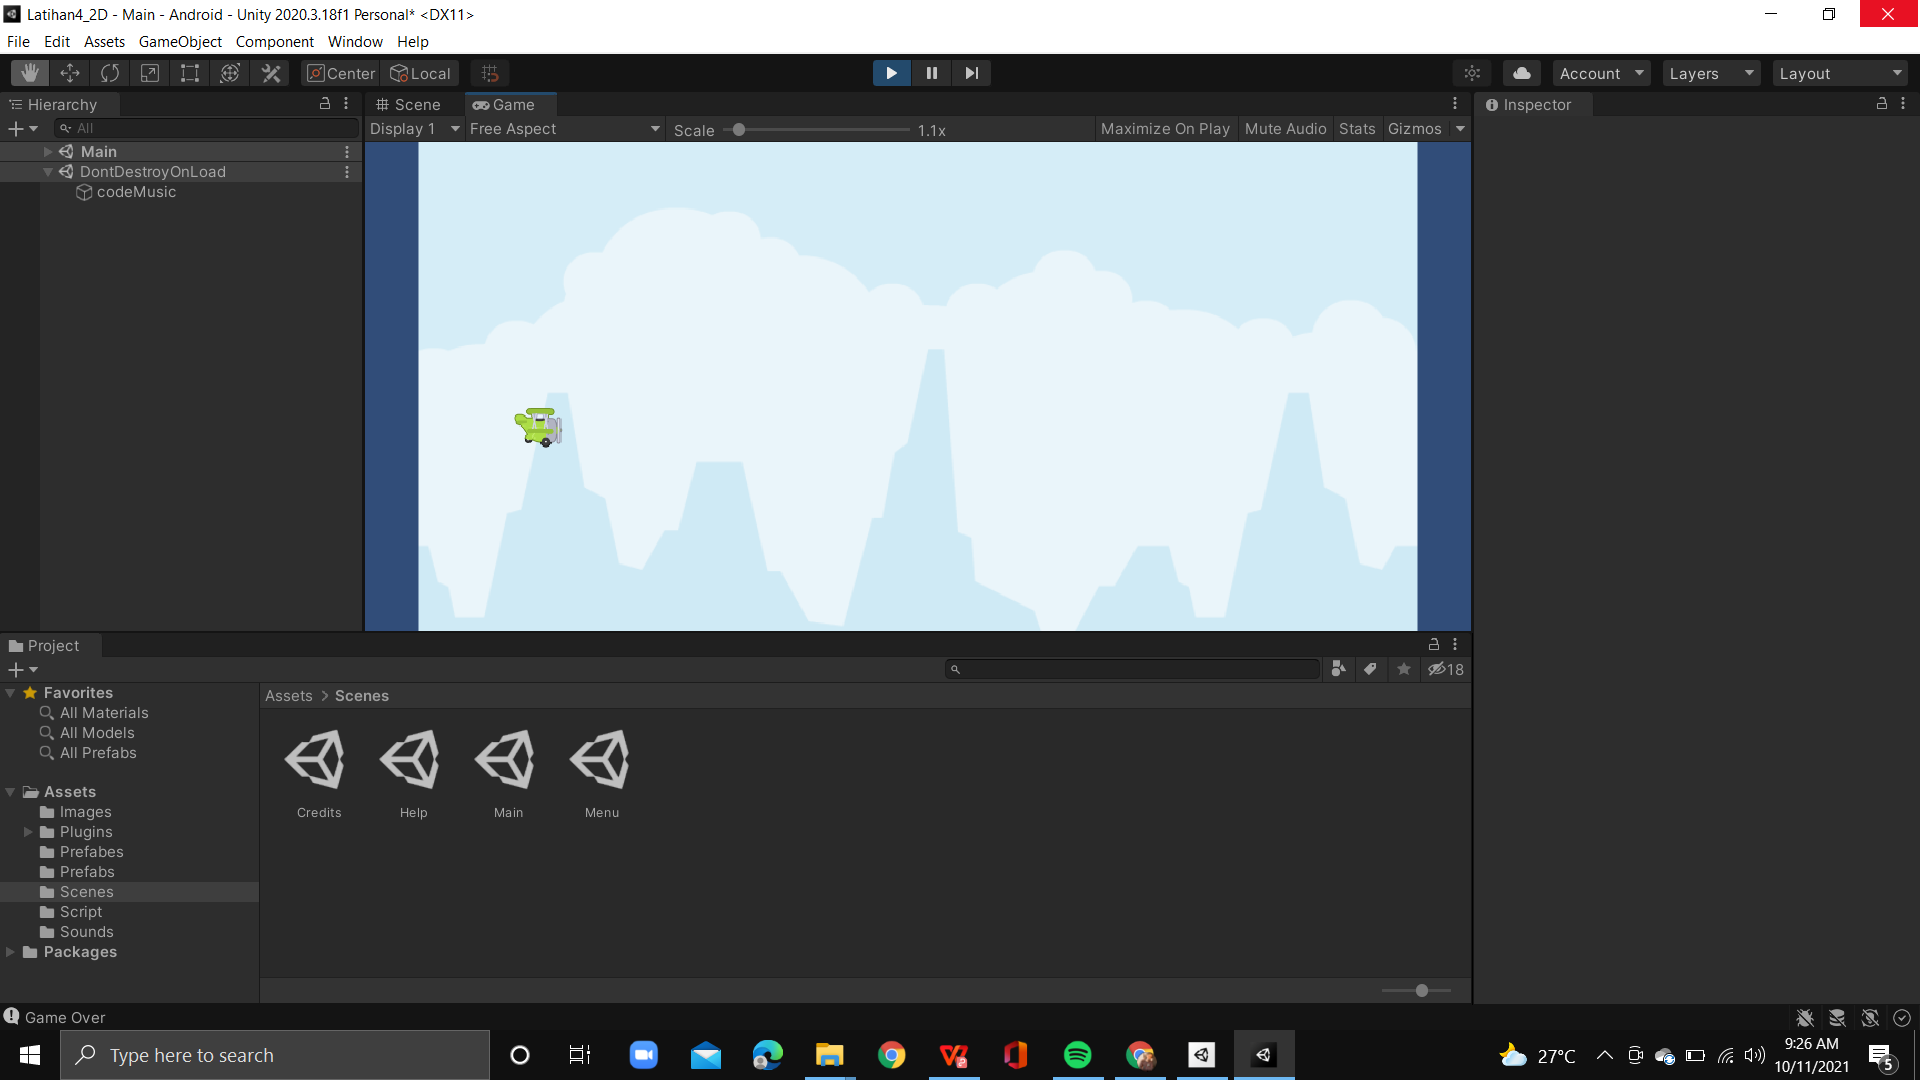 Latihan4_2D - Main - Android - Unity 2020.3.18f1 Personal* <DX11>
File Edit Assets GameObject Component Window Help
Center Local Account Layers Layout
Hierarchy
All
Main
DontDestroyOnLoad
codeMusic
Scene Game
Display 1 Free Aspect Scale 1.1x Maximize On Play Mute Audio Stats Gizmos
Inspector
Project
18
Favorites
All Materials
All Models
All Prefabs
Assets
Images
Plugins
Prefabes
Prefabs
Scenes
Script
Sounds
Packages
Assets > Scenes
Credits Help Main Menu
Game Over
Type here to search
27°C
9:26 AM
10/11/2021
5